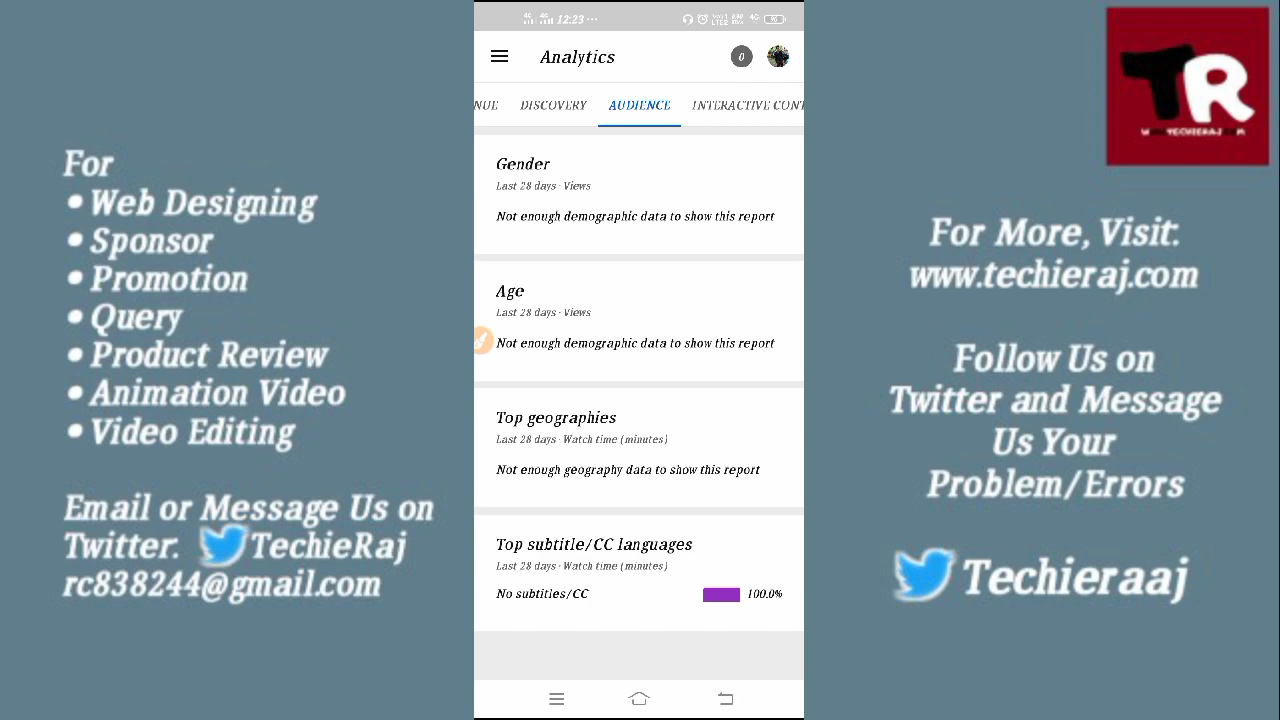 For
• Web Designing
• Sponsor
• Promotion
• Query
• Product Review
• Animation Video
• Video Editing
Email or Message Us on
Twitter. TechieRaj
rc838244@gmail.com
12:23 ...
4G
90
Analytics
0
NUE DISCOVERY AUDIENCE INTERACTIVE CONT
Gender
Last 28 days · Views
Not enough demographic data to show this report
Age
Last 28 days · Views
Not enough demographic data to show this report
Top geographies
Last 28 days · Watch time (minutes)
Not enough geography data to show this report
Top subtitle/CC languages
Last 28 days · Watch time (minutes)
No subtitles/CC 100.0%
TR
For More, Visit:
www.techieraj.com
Follow Us on
Twitter and Message
Us Your
Problem/Errors
Techieraaj